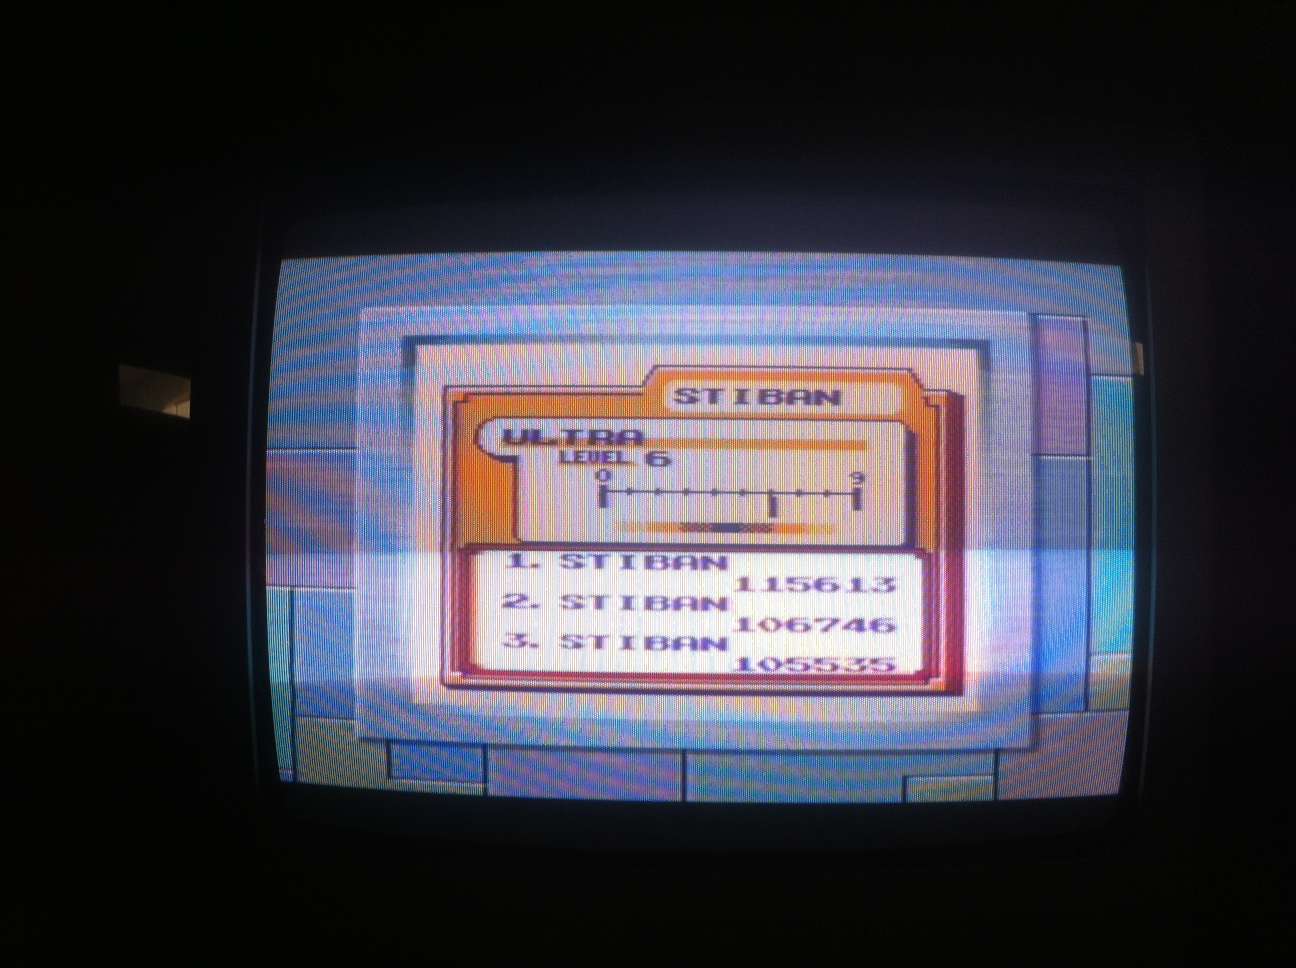 STIBAN
ULTRA
LEVEL 6
0 9
1. STIBAN
115613
2. STIBAN
106746
3. STIBAN
105535